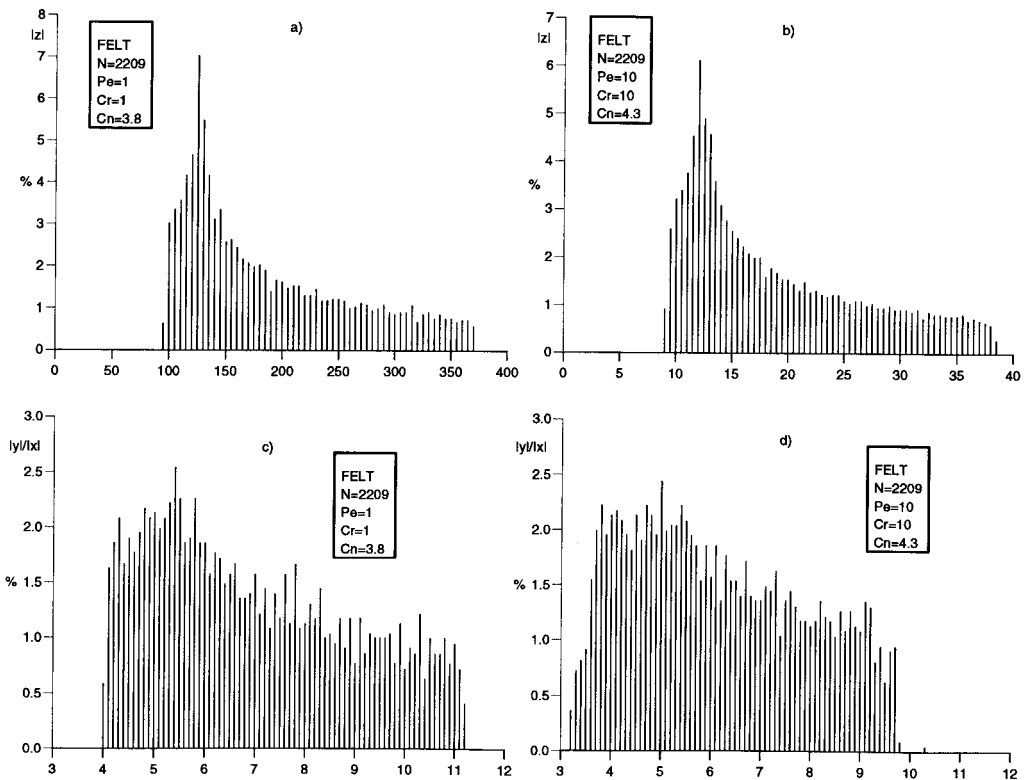 a)
8
|z|
7
6
5
% 4
3
2
1
0
0 50 100 150 200 250 300 350 400
FELT
N=2209
Pe=1
Cr=1
Cn=3.8
b)
7
|z|
6
5
4
%
3
2
1
0
0 5 10 15 20 25 30 35 40
FELT
N=2209
Pe=10
Cr=10
Cn=4.3
c)
3.0
|y|/|x|
2.5
2.0
%
1.5
1.0
0.5
0.0
3 4 5 6 7 8 9 10 11 12
FELT
N=2209
Pe=1
Cr=1
Cn=3.8
d)
3.0
|y|/|x|
2.5
2.0
%
1.5
1.0
0.5
0.0
3 4 5 6 7 8 9 10 11 12
FELT
N=2209
Pe=10
Cr=10
Cn=4.3